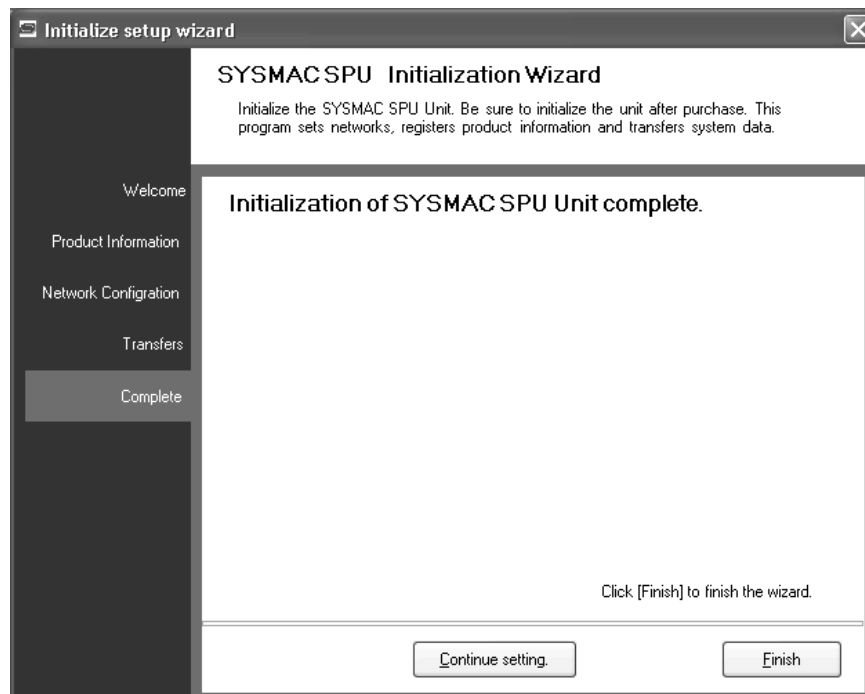 Initialize setup wizard
SYSMAC SPU Initialization Wizard
Initialize the SYSMAC SPU Unit. Be sure to initialize the unit after purchase. This
program sets networks, registers product information and transfers system data.
Welcome
Product Information
Network Configration
Transfers
Complete
Initialization of SYSMAC SPU Unit complete.
Click [Finish] to finish the wizard.
Continue setting.
Finish